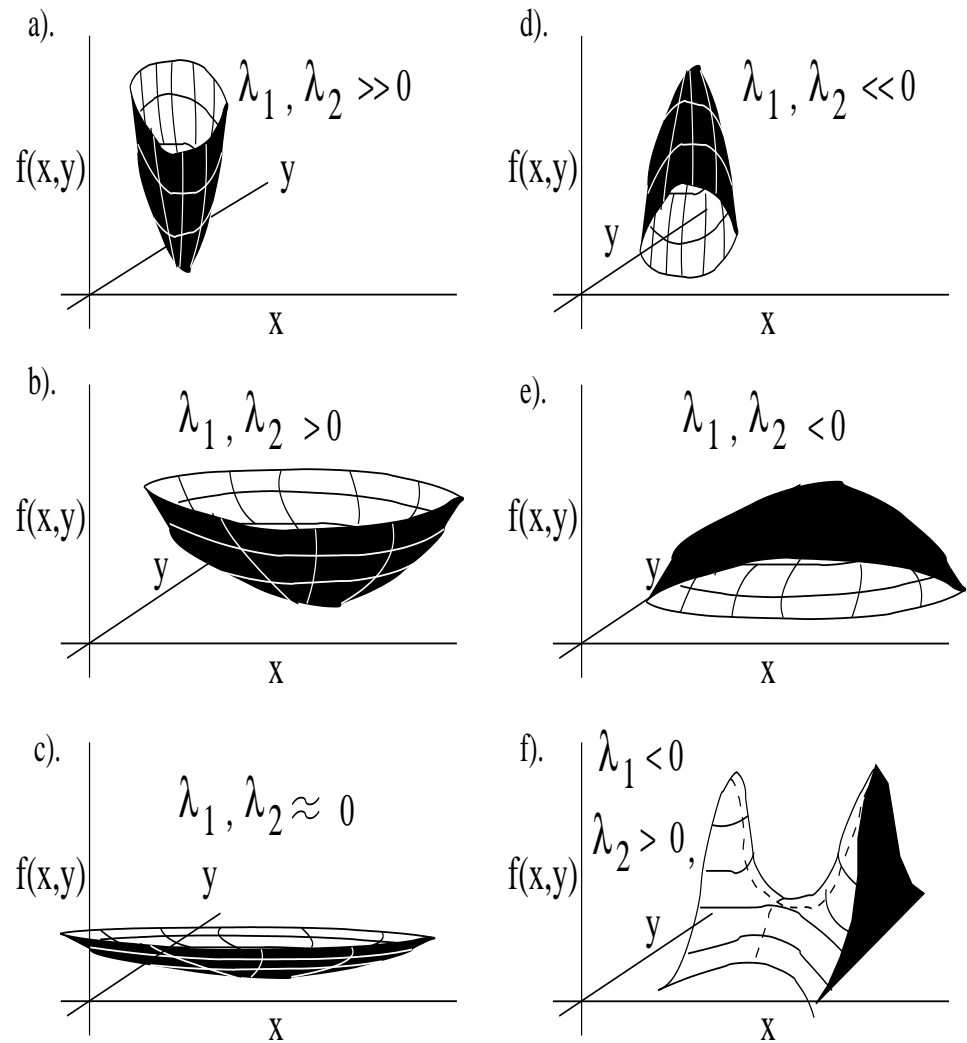 a).
λ₁ , λ₂ >> 0
f(x,y)
y
x
d).
λ₁ , λ₂ << 0
f(x,y)
y
x
b).
λ₁ , λ₂ > 0
f(x,y)
y
x
e).
λ₁ , λ₂ < 0
f(x,y)
y
x
c).
λ₁ , λ₂ ≈ 0
f(x,y)
y
x
f).
λ₁ < 0
λ₂ > 0 ,
f(x,y)
y
x